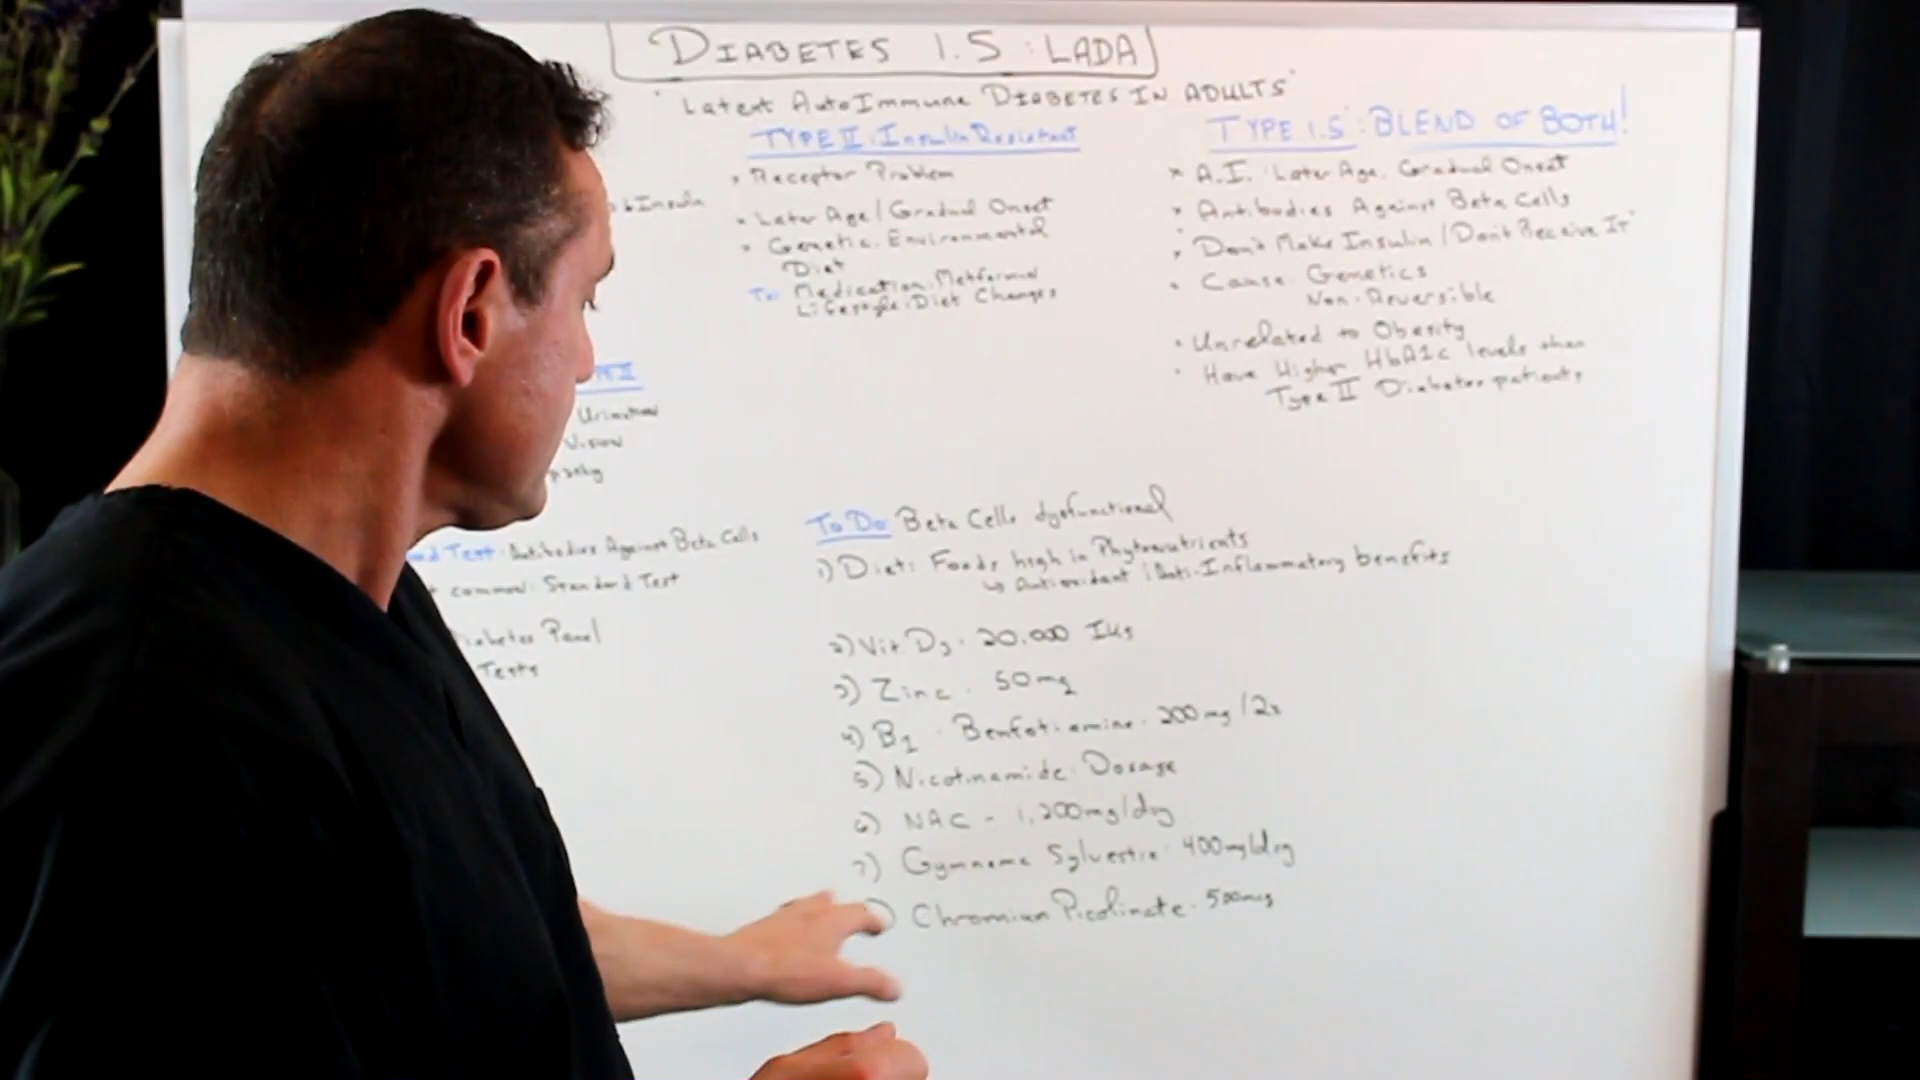 DIABETES 1.5 : LADA
"Latent AutoImmune DIABETES IN ADULTS"
TYPE II: Insulin Resistant
Receptor Problem
Later Age/Gradual Onset
Genetic. Environmental
Diet
Tx: Medication: Metformin
Lifestyle: Diet Changes
TYPE 1.5: BLEND OF BOTH!
A.I. Later Age. Gradual Onset
Antibodies Against Beta Cells
Don't Make Insulin/Don't Receive It
Cause: Genetics
Non-Reversible
Unrelated to Obesity
Have Higher HbA1c levels than
Type II Diabetes patients
Insulin
II
Urination
Vision
Test: Antibodies Against Beta Cells
common: Standard Test
Diabetes Panel
Tests
To Do: Beta Cells dysfunctional
1) Diet: Foods high in Phytonutrients
↳ Antioxidant / Anti-Inflammatory benefits
2) Vit. D3 - 20,000 IUs
3) Zinc - 50mg
4) B1 - Benfotiamine - 200mg/2x
5) Nicotinamide: Dosage
6) NAC - 1,200mg/day
7) Gymnema Sylvestre - 400mg/day
) Chromium Picolinate - 500mcg